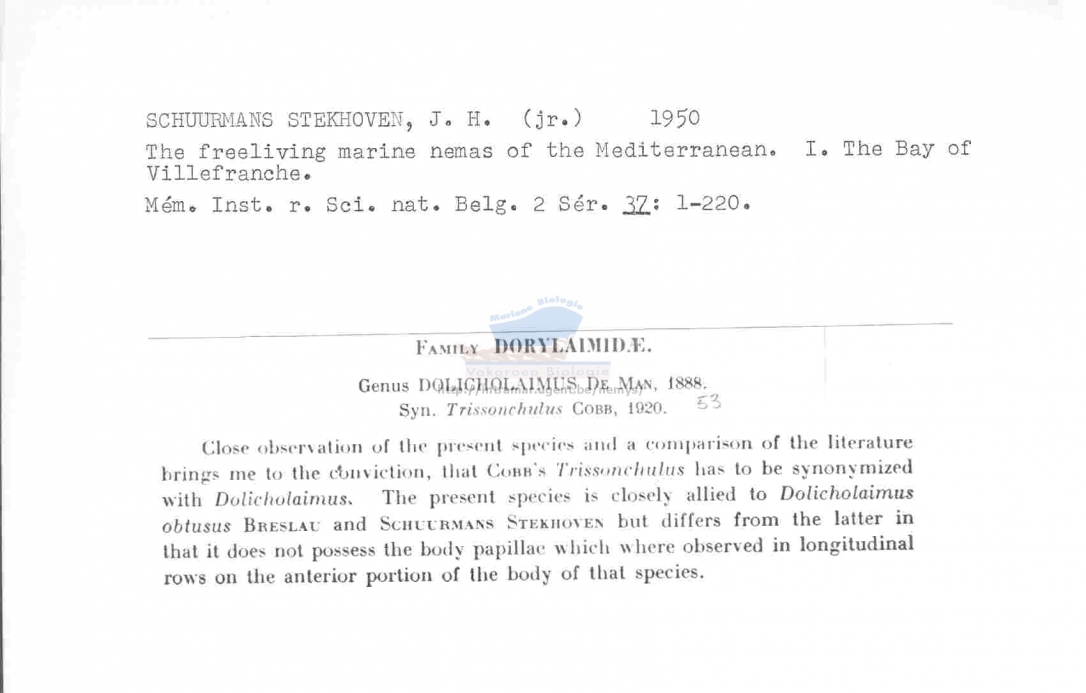 SCHUURMANS STEKHOVEN, J. H. (jr.) 1950
The freeliving marine nemas of the Mediterranean. I. The Bay of
Villefranche.
Mém. Inst. r. Sci. nat. Belg. 2 Sér. 37: 1-220.
Mariene Biologie
FAMILY DORYLAIMIDÆ.
Vakgroep Biologie
Genus DOLICHOLAIMUS DE MAN, 1888.
Syn. Trissonchulus COBB, 1920. 53
Close observation of the present species and a comparison of the literature
brings me to the conviction, that COBB's Trissonchulus has to be synonymized
with Dolicholaimus. The present species is closely allied to Dolicholaimus
obtusus BRESLAU and SCHUURMANS STEKHOVEN but differs from the latter in
that it does not possess the body papillae which where observed in longitudinal
rows on the anterior portion of the body of that species.